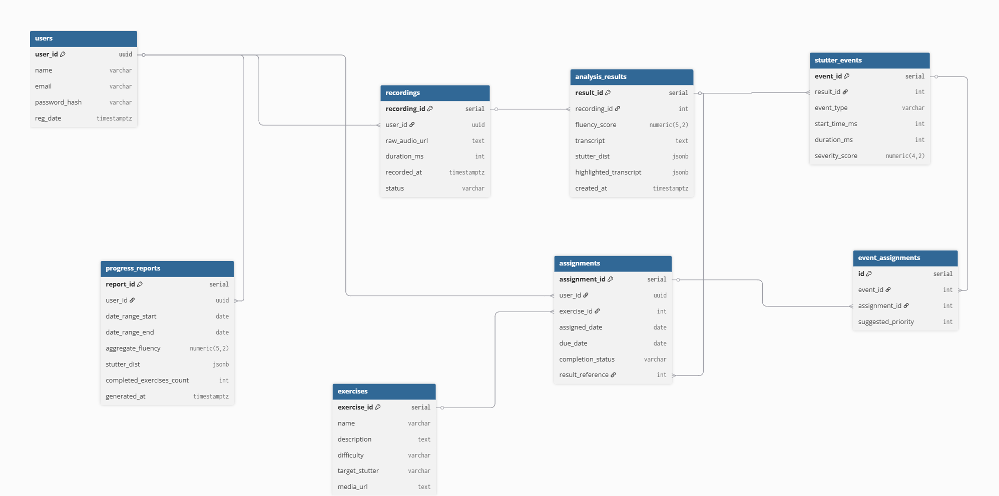 users
user_id uuid
name varchar
email varchar
password_hash varchar
reg_date timestamptz
recordings
recording_id serial
user_id uuid
raw_audio_url text
duration_ms int
recorded_at timestamptz
status varchar
analysis_results
result_id serial
recording_id int
fluency_score numeric(5,2)
transcript text
stutter_dist jsonb
highlighted_transcript jsonb
created_at timestamptz
stutter_events
event_id serial
result_id int
event_type varchar
start_time_ms int
duration_ms int
severity_score numeric(4,2)
progress_reports
report_id serial
user_id uuid
date_range_start date
date_range_end date
aggregate_fluency numeric(5,2)
stutter_dist jsonb
completed_exercises_count int
generated_at timestamptz
assignments
assignment_id serial
user_id uuid
exercise_id int
assigned_date date
due_date date
completion_status varchar
result_reference int
event_assignments
id serial
event_id int
assignment_id int
suggested_priority int
exercises
exercise_id serial
name varchar
description text
difficulty varchar
target_stutter varchar
media_url text